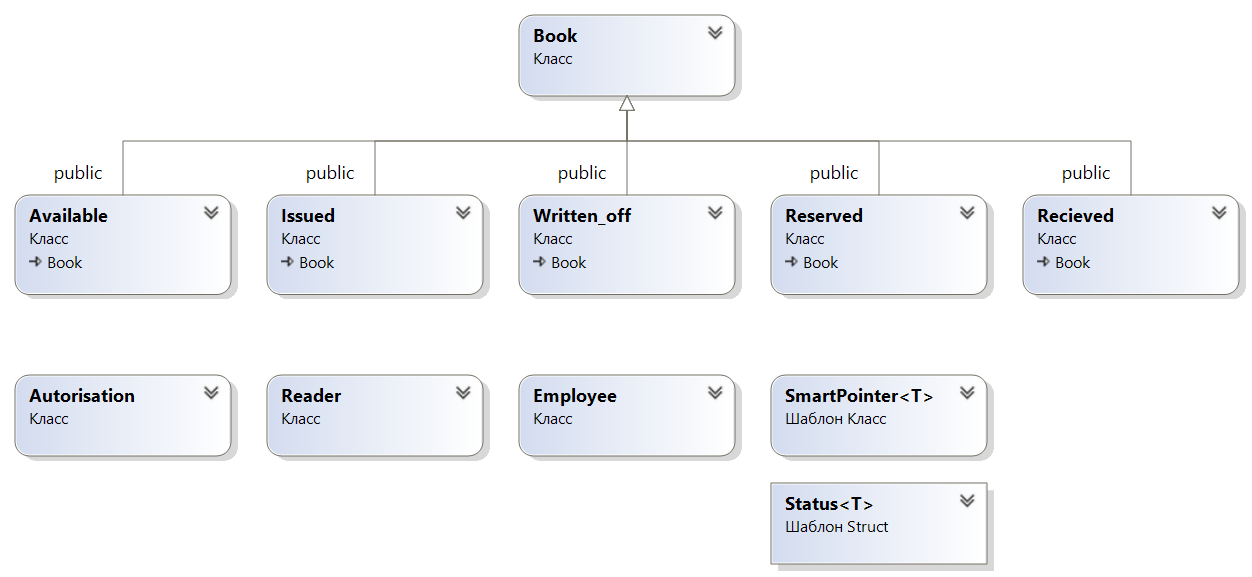 Book
Класс
public
public
public
public
public
Available
Класс
Book
Issued
Класс
Book
Written_off
Класс
Book
Reserved
Класс
Book
Recieved
Класс
Book
Autorisation
Класс
Reader
Класс
Employee
Класс
SmartPointer<T>
Шаблон Класс
Status<T>
Шаблон Struct